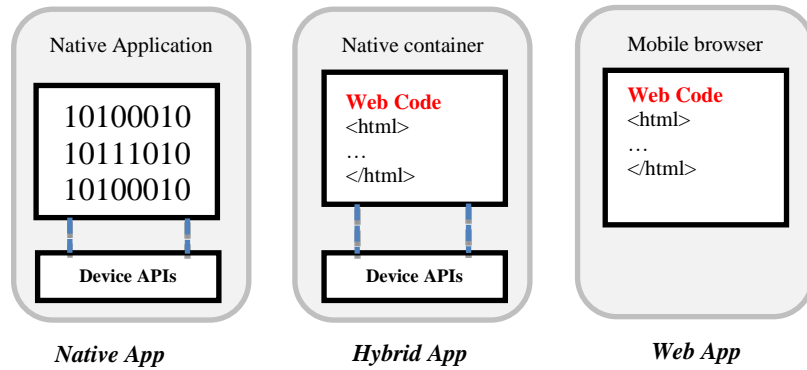 Native Application
10100010
10111010
10100010
Device APIs
Native App
Native container
Web Code
<html>
…
</html>
Device APIs
Hybrid App
Mobile browser
Web Code
<html>
…
</html>
Web App